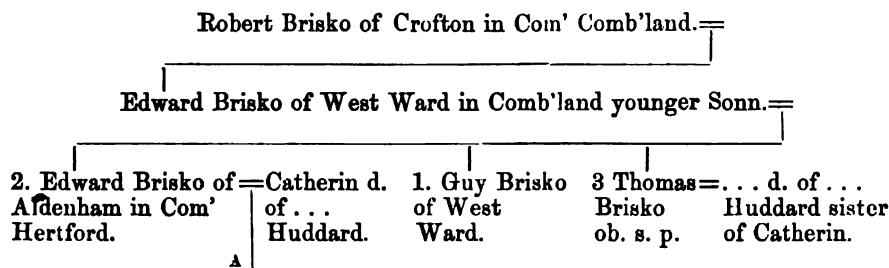 Robert Brisko of Crofton in Com' Comb'land.=
Edward Brisko of West Ward in Comb'land younger Sonn.=
2. Edward Brisko of=Catherin d. 1. Guy Brisko 3 Thomas=... d. of ...
Aldenham in Com' of ... of West Brisko Huddard sister
Hertford. Huddard. Ward. ob. s. p. of Catherin.
A